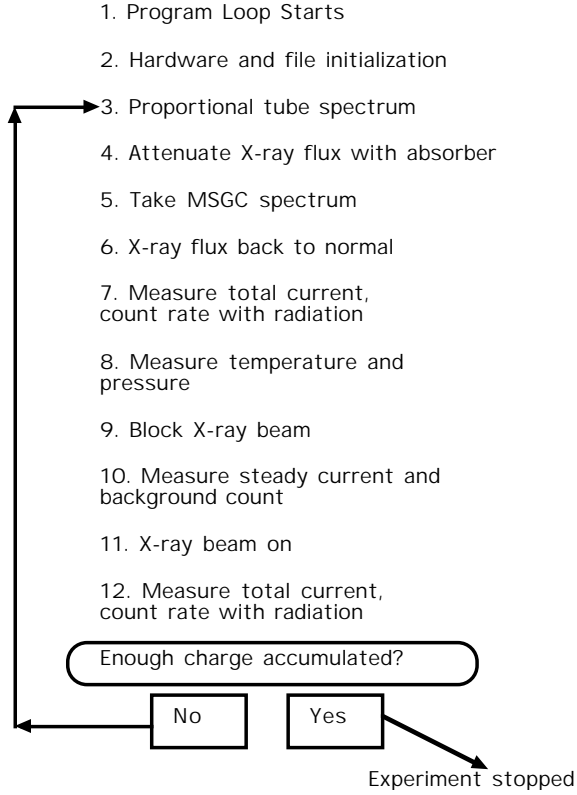 1. Program Loop Starts
2. Hardware and file initialization
3. Proportional tube spectrum
4. Attenuate X-ray flux with absorber
5. Take MSGC spectrum
6. X-ray flux back to normal
7. Measure total current,
count rate with radiation
8. Measure temperature and
pressure
9. Block X-ray beam
10. Measure steady current and
background count
11. X-ray beam on
12. Measure total current,
count rate with radiation
Enough charge accumulated?
No
Yes
Experiment stopped